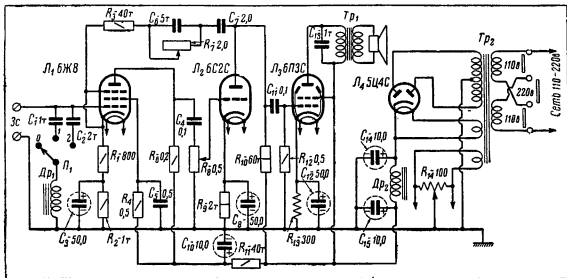 R₃-40т
C₆ 5т
C₇ 2,0
R₇ 2,0
C₁₃ 1т
Тр₁
Тр₂
Л₁ 6Ж8
Л₂ 6С2С
Л₃ 6П3С
Л₄ 5Ц4С
110в
220в
110в
Сеть 110-220в
Зс
C₁ 1т
C₂ 2т
0
1
2
П₁
Др₁
C₄ 0,1
C₁₁ 0,1
R₁-800
R₅ 0,2
R₆ 0,5
R₁₀ 60т
R₁₂ 0,5
C₁₄ 10,0
Др₂
R₁₄ 100
C₃-50,0
R₂-1т
R₄ 0,5
C₅ 0,5
R₈ 2т
C₈ 50,0
C₁₂ 50,0
R₁₃-300
C₁₅ 10,0
C₁₀ 10,0
R₁₁-40т